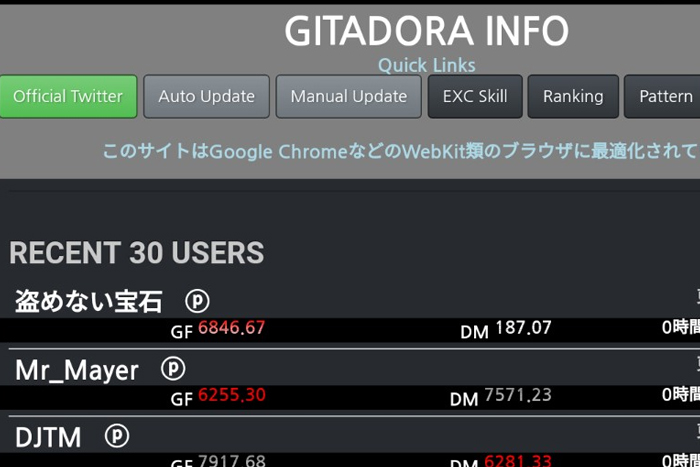 GITADORA INFO
Quick Links
Official Twitter Auto Update Manual Update EXC Skill Ranking Pattern
このサイトはGoogle ChromeなどのWebKit類のブラウザに最適化されて
RECENT 30 USERS
盗めない宝石 ⓟ
GF 6846.67 DM 187.07 0時間
Mr_Mayer ⓟ
GF 6255.30 DM 7571.23 0時間
DJTM ⓟ
GF 7917.68 DM 6281.33 0時間